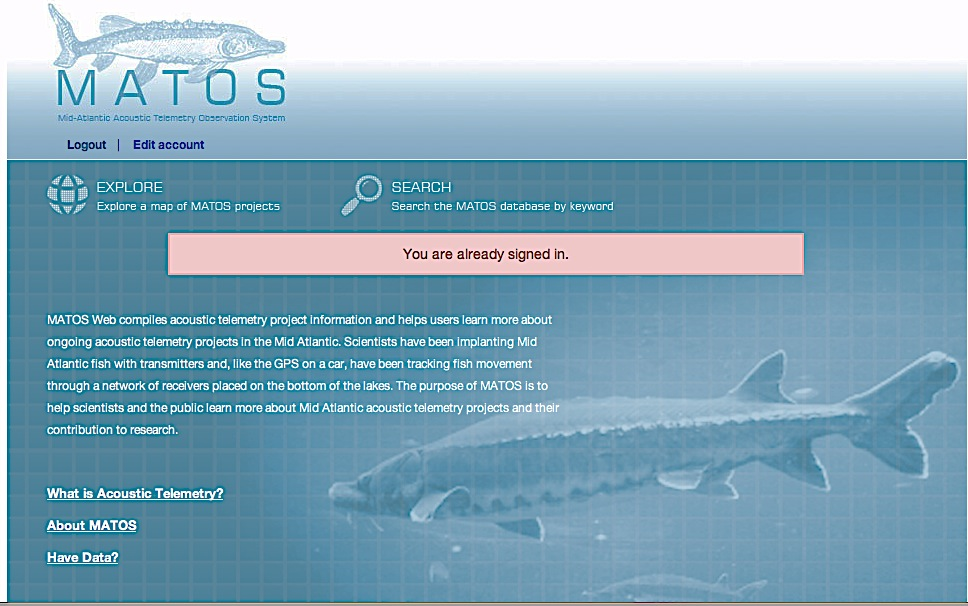 MATOS
Mid-Atlantic Acoustic Telemetry Observation System
Logout | Edit account
EXPLORE
Explore a map of MATOS projects
SEARCH
Search the MATOS database by keyword
You are already signed in.
MATOS Web compiles acoustic telemetry project information and helps users learn more about
ongoing acoustic telemetry projects in the Mid Atlantic. Scientists have been implanting Mid
Atlantic fish with transmitters and, like the GPS on a car, have been tracking fish movement
through a network of receivers placed on the bottom of the lakes. The purpose of MATOS is to
help scientists and the public learn more about Mid Atlantic acoustic telemetry projects and their
contribution to research.
What is Acoustic Telemetry?
About MATOS
Have Data?